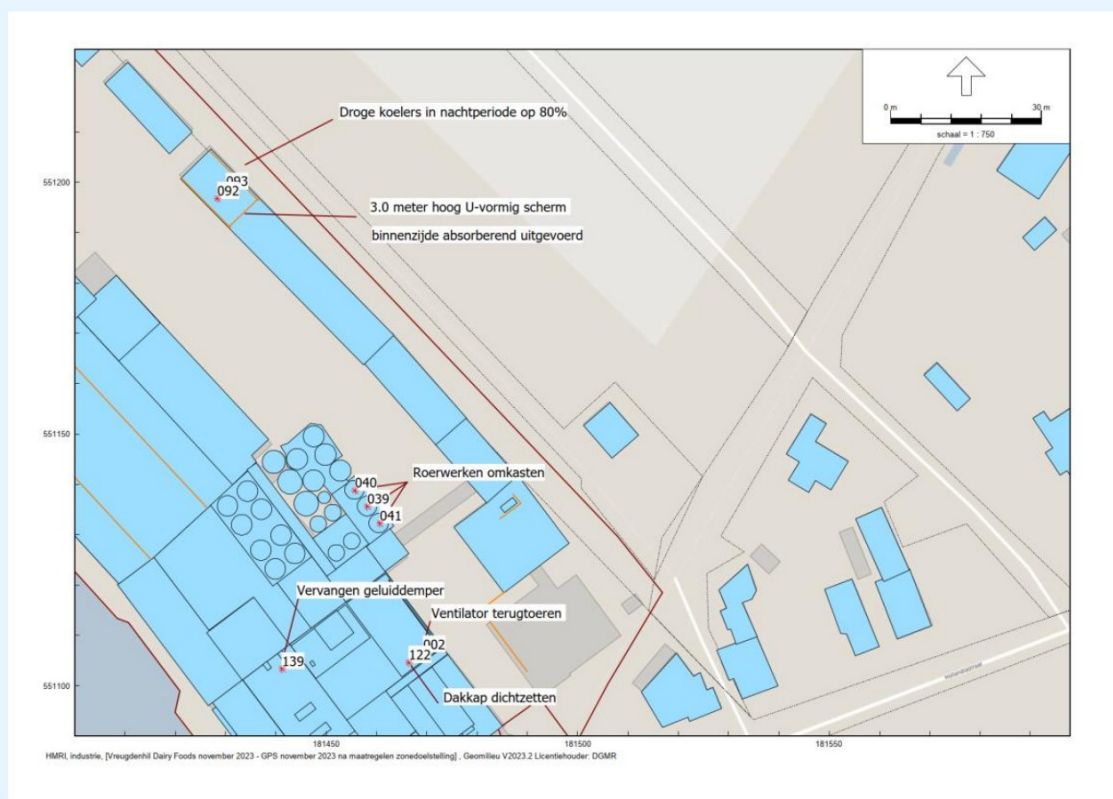 0 m 30 m
schaal = 1 : 750
Droge koelers in nachtperiode op 80%
551200
093
092
3.0 meter hoog U-vormig scherm
binnenzijde absorberend uitgevoerd
551150
Roerwerken omkasten
040
039
041
Vervangen geluiddemper
Ventilator terugtoeren
002
122
139
551100
Dakkap dichtzetten
181450 181500 181550
HMRI, industrie, [Vreugdenhil Dairy Foods november 2023 - GPS november 2023 na maatregelen zonedoelstelling] , Geomilieu V2023.2 Licentiehouder: DGMR